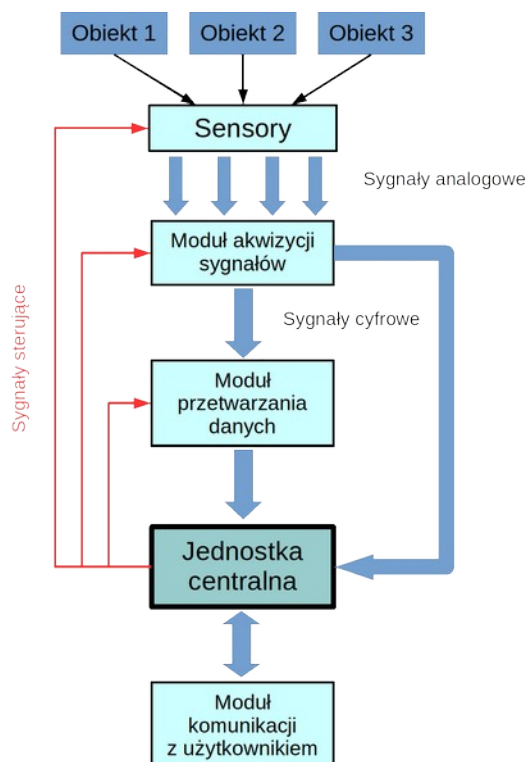 Obiekt 1
Obiekt 2
Obiekt 3
Sensory
Sygnały analogowe
Moduł akwizycji
sygnałów
Sygnały cyfrowe
Sygnały sterujące
Moduł
przetwarzania
danych
Jednostka
centralna
Moduł
komunikacji
z użytkownikiem